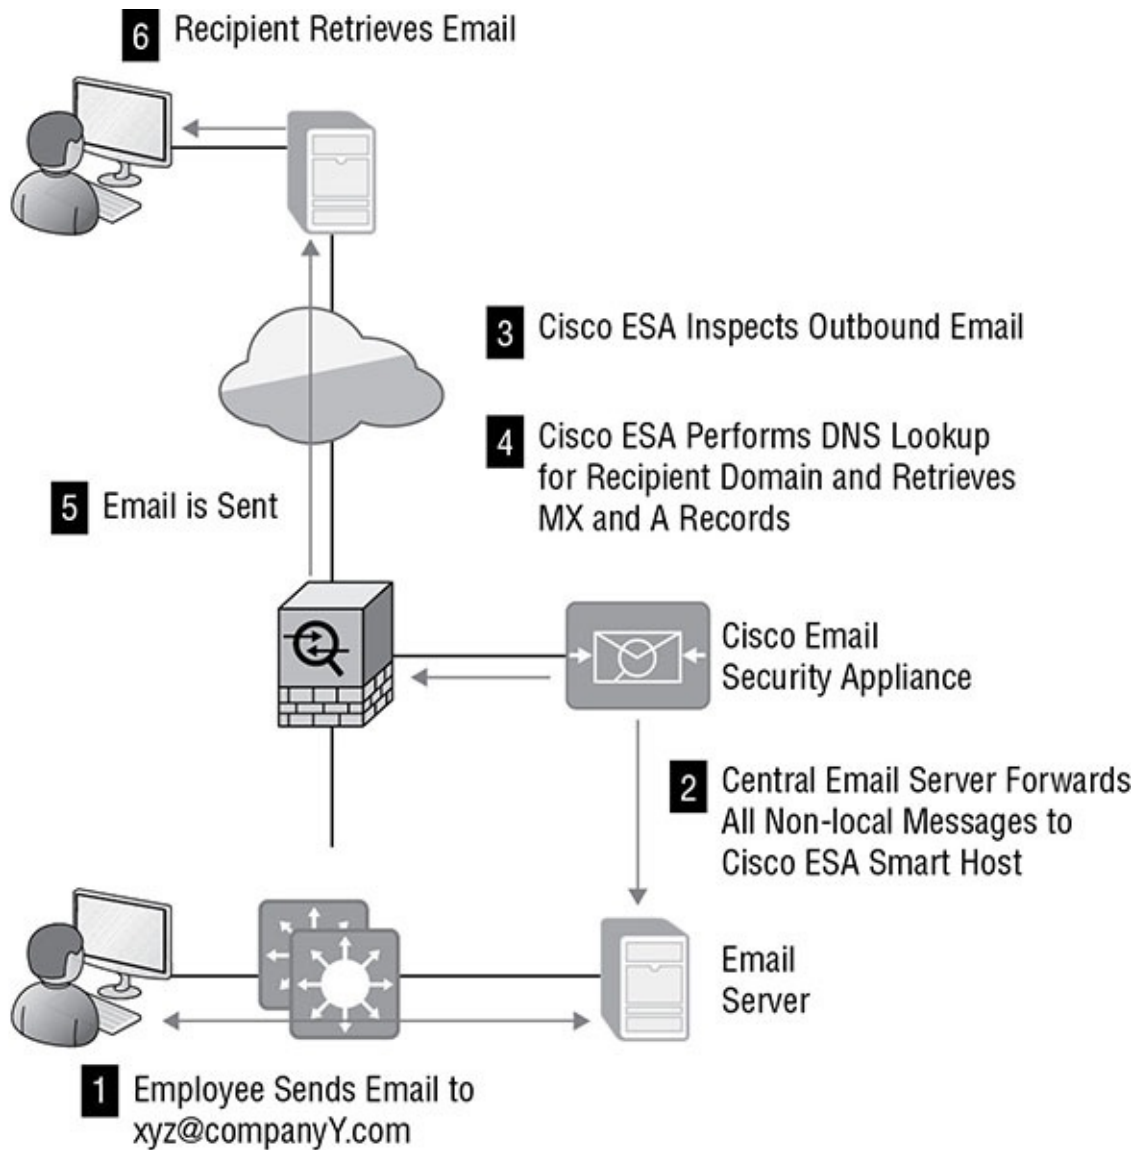 6 Recipient Retrieves Email
3 Cisco ESA Inspects Outbound Email
4 Cisco ESA Performs DNS Lookup
for Recipient Domain and Retrieves
MX and A Records
5 Email is Sent
Cisco Email
Security Appliance
2 Central Email Server Forwards
All Non-local Messages to
Cisco ESA Smart Host
Email
Server
1 Employee Sends Email to
xyz@companyY.com